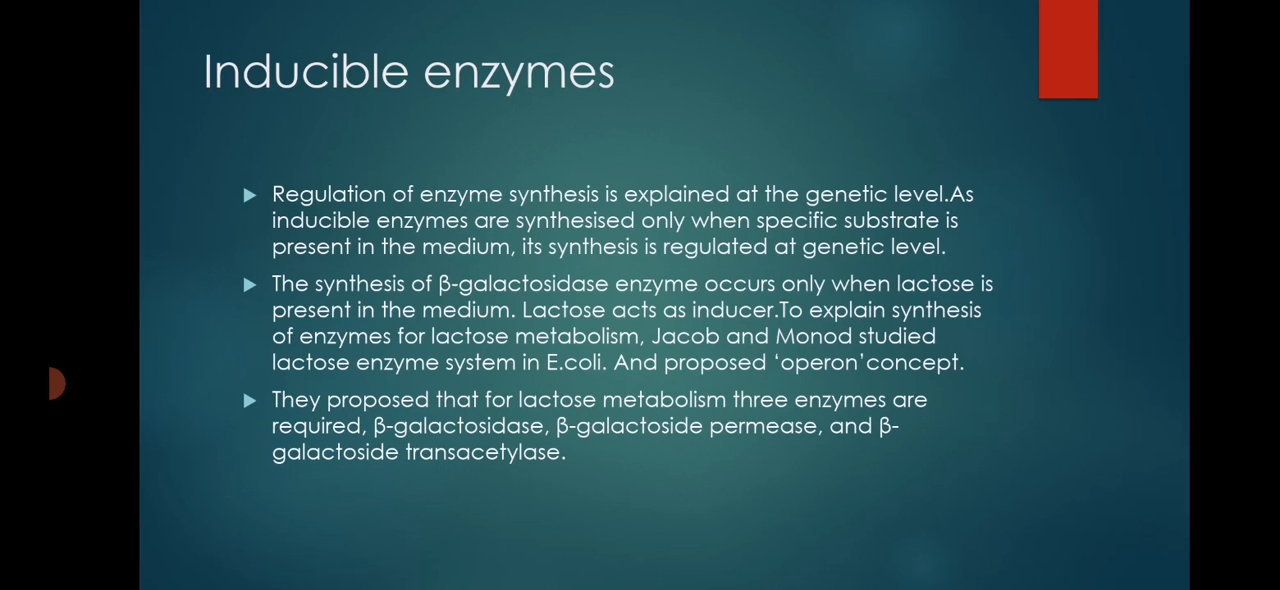 Inducible enzymes
Regulation of enzyme synthesis is explained at the genetic level.As
inducible enzymes are synthesised only when specific substrate is
present in the medium, its synthesis is regulated at genetic level.
The synthesis of β-galactosidase enzyme occurs only when lactose is
present in the medium. Lactose acts as inducer.To explain synthesis
of enzymes for lactose metabolism, Jacob and Monod studied
lactose enzyme system in E.coli. And proposed ‘operon’concept.
They proposed that for lactose metabolism three enzymes are
required, β-galactosidase, β-galactoside permease, and β-
galactoside transacetylase.